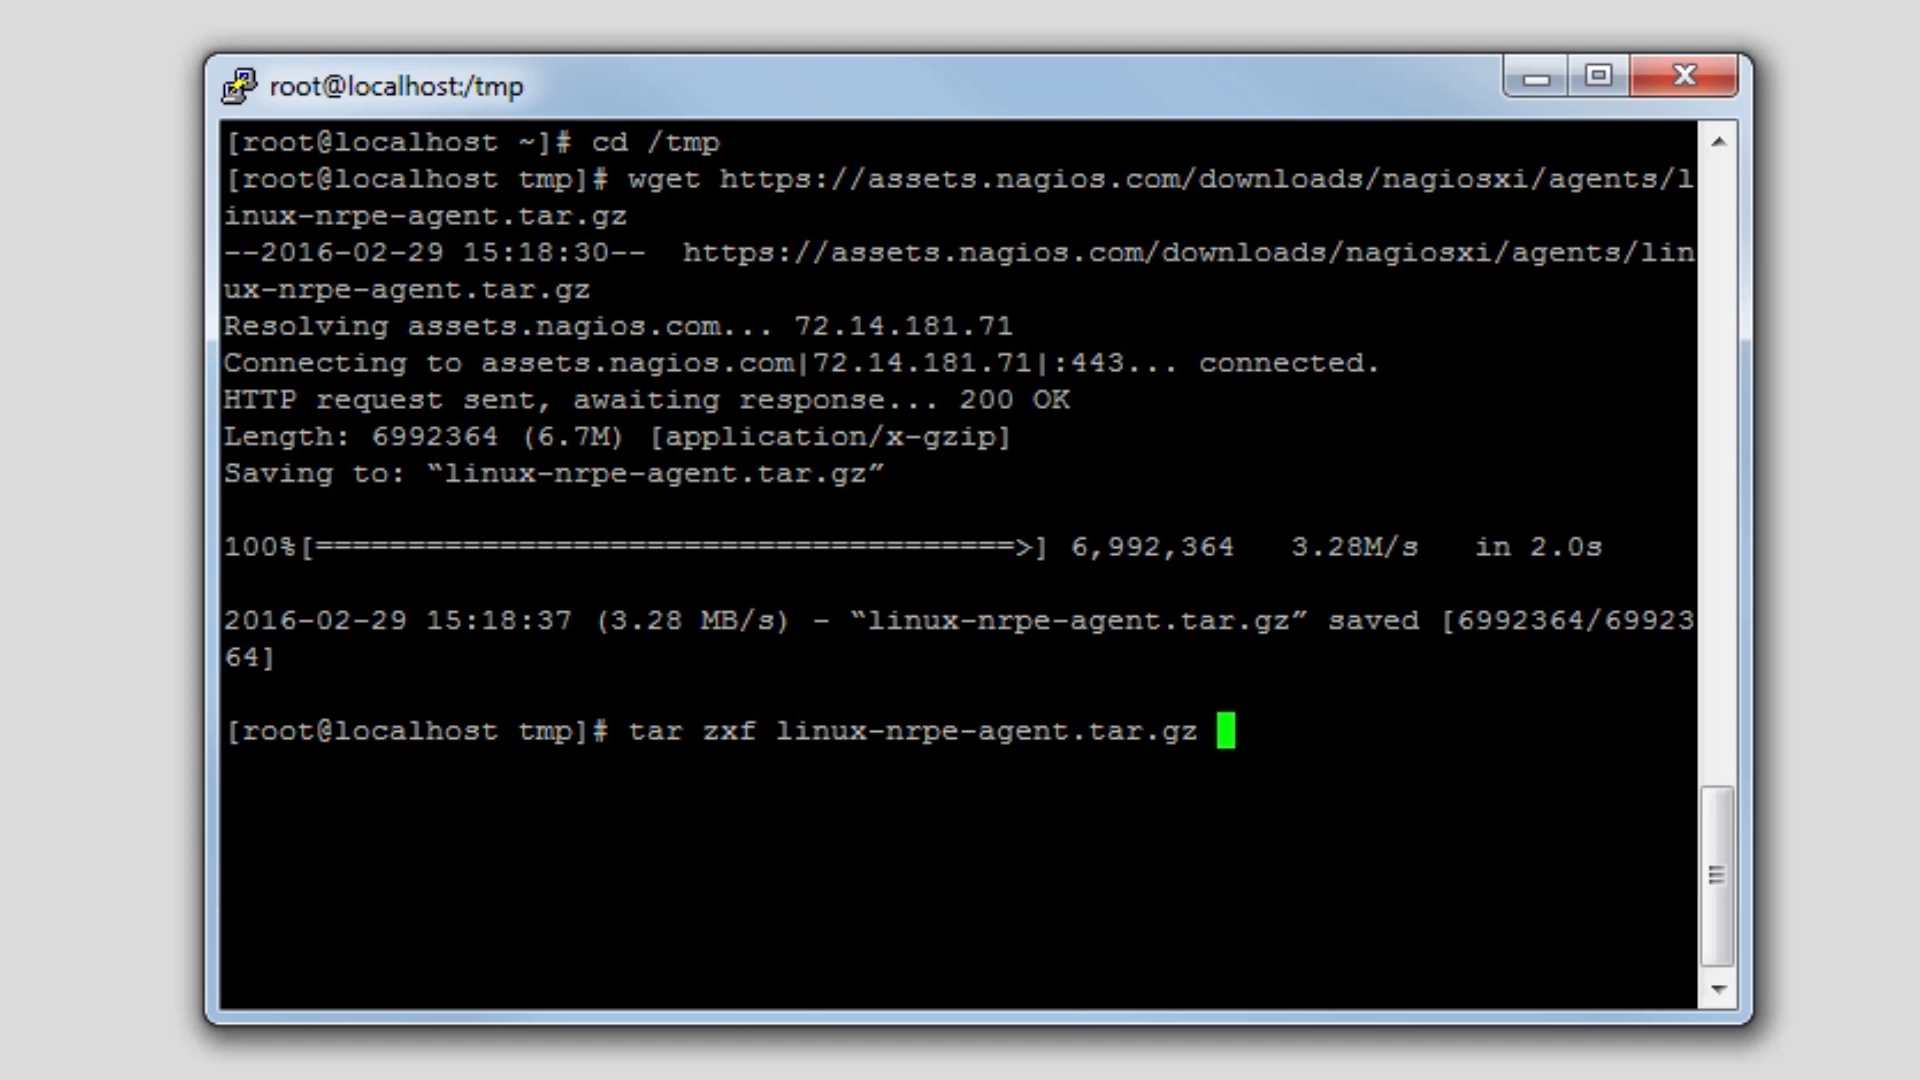 root@localhost:/tmp
[root@localhost ~]# cd /tmp
[root@localhost tmp]# wget https://assets.nagios.com/downloads/nagiosxi/agents/l
inux-nrpe-agent.tar.gz
--2016-02-29 15:18:30--  https://assets.nagios.com/downloads/nagiosxi/agents/lin
ux-nrpe-agent.tar.gz
Resolving assets.nagios.com... 72.14.181.71
Connecting to assets.nagios.com|72.14.181.71|:443... connected.
HTTP request sent, awaiting response... 200 OK
Length: 6992364 (6.7M) [application/x-gzip]
Saving to: “linux-nrpe-agent.tar.gz”
100%[======================================>] 6,992,364   3.28M/s   in 2.0s
2016-02-29 15:18:37 (3.28 MB/s) - “linux-nrpe-agent.tar.gz” saved [6992364/69923
64]
[root@localhost tmp]# tar zxf linux-nrpe-agent.tar.gz